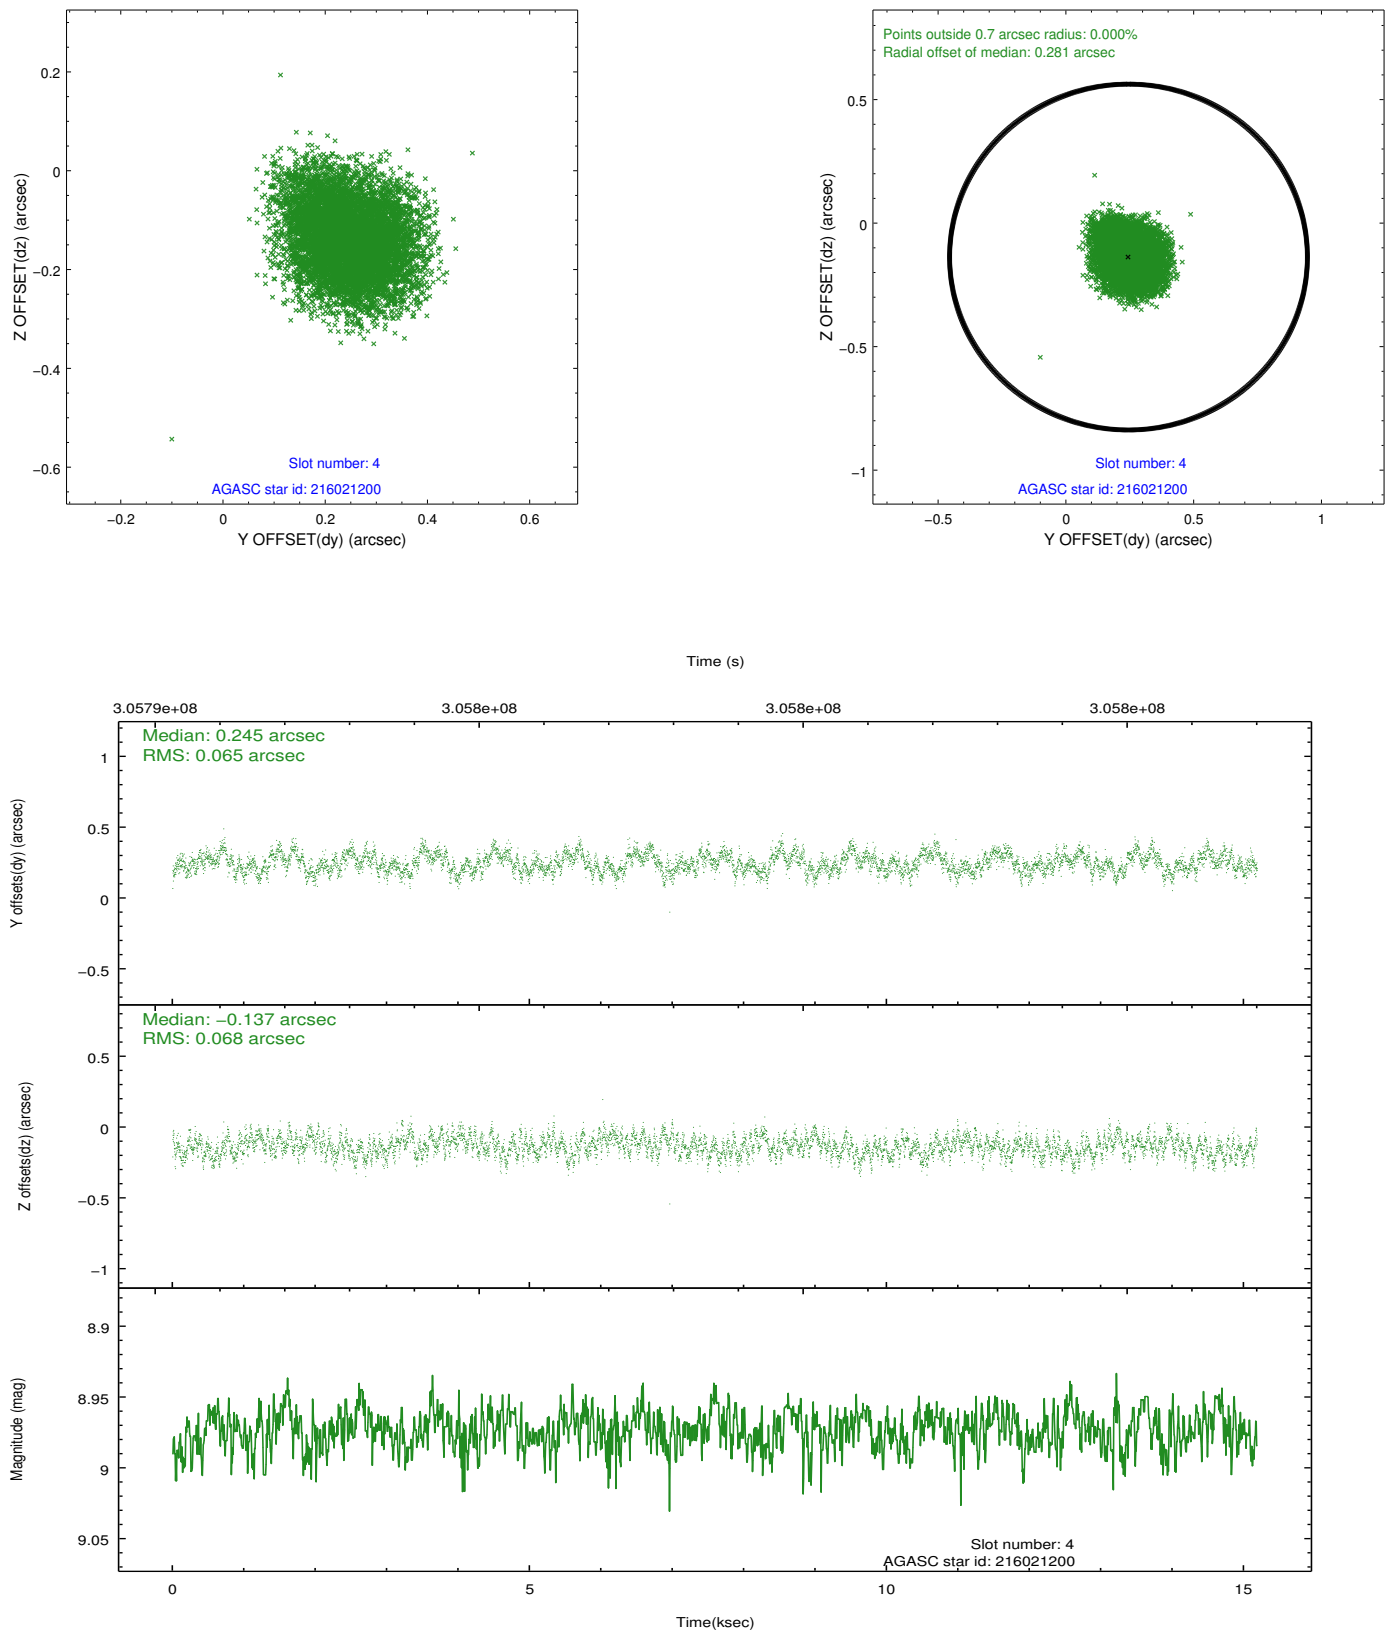 0.2
0
−0.2
−0.4
−0.6
Z OFFSET(dz) (arcsec)
Slot number: 4
AGASC star id: 216021200
−0.2 0 0.2 0.4 0.6
Y OFFSET(dy) (arcsec)
Points outside 0.7 arcsec radius: 0.000%
Radial offset of median: 0.281 arcsec
0.5
0
−0.5
−1
Z OFFSET(dz) (arcsec)
Slot number: 4
AGASC star id: 216021200
−0.5 0 0.5 1
Y OFFSET(dy) (arcsec)
Time (s)
3.0579e+08 3.058e+08 3.058e+08 3.058e+08
Median: 0.245 arcsec
RMS: 0.065 arcsec
1
0.5
0
−0.5
Y offsets(dy) (arcsec)
Median: −0.137 arcsec
RMS: 0.068 arcsec
0.5
0
−0.5
−1
Z offsets(dz) (arcsec)
8.9
8.95
9
9.05
Magnitude (mag)
Slot number: 4
AGASC star id: 216021200
0 5 10 15
Time(ksec)